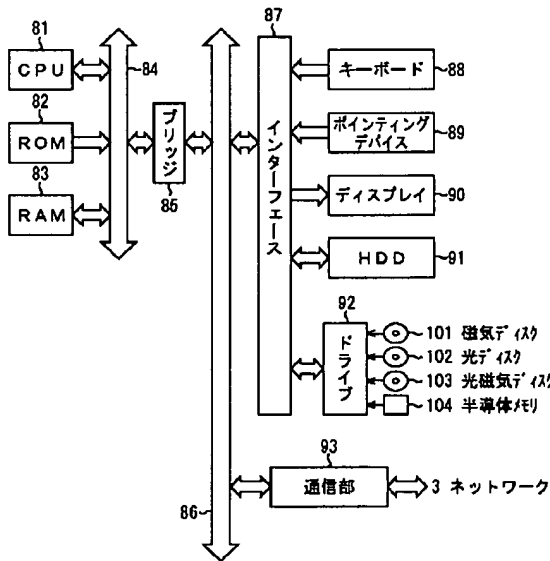 81
CPU
82
ROM
83
RAM
84
ブリッジ
85
86
87
インターフェース
キーボード
88
ポインティング
デバイス
89
ディスプレイ
90
HDD
91
92
ドライブ
101 磁気ディスク
102 光ディスク
103 光磁気ディスク
104 半導体メモリ
93
通信部
3 ネットワーク